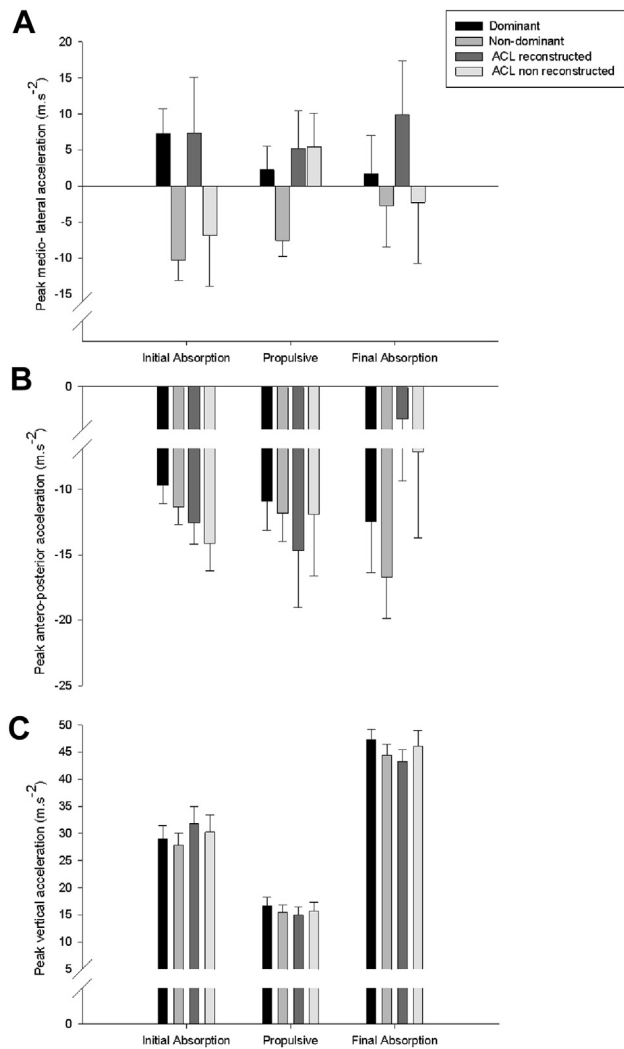 A
Dominant
Non-dominant
ACL reconstructed
ACL non reconstructed
Peak medio- lateral acceleration (m.s-2)
20
15
10
5
0
-5
-10
-15
Initial Absorption Propulsive Final Absorption
B
Peak antero-posterior acceleration (m.s-2)
0
-10
-15
-20
-25
C
Peak vertical acceleration (m.s-2)
50
45
40
35
30
25
20
15
10
5
0
Initial Absorption Propulsive Final Absorption